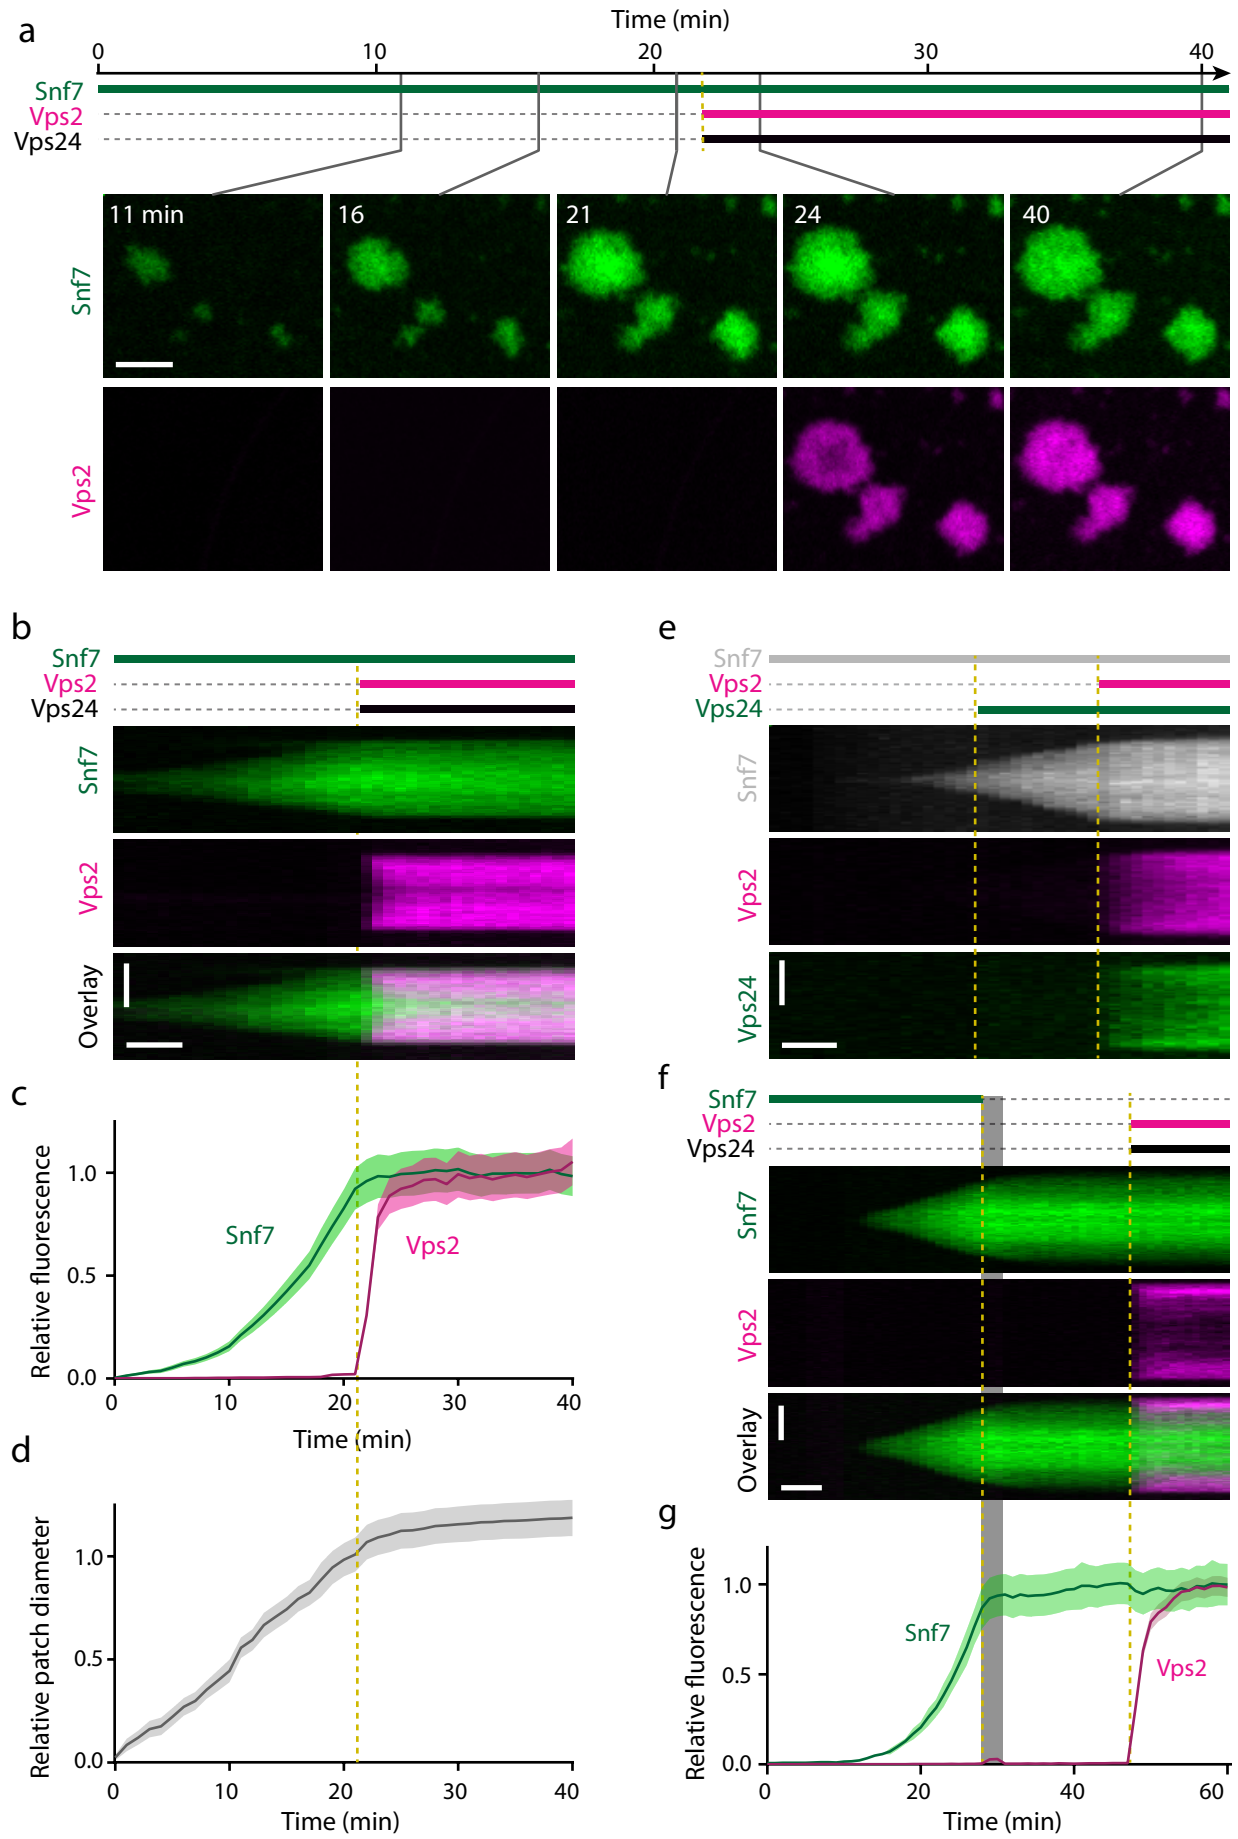 a
Time (min)
0 10 20 30 40
Snf7
Vps2
Vps24
11 min 16 21 24 40
Snf7
Vps2
b
Snf7
Vps2
Vps24
Snf7
Vps2
Overlay
c
Relative fluorescence
1.0
0.5
0.0
Snf7
Vps2
0 10 20 30 40
Time (min)
d
Relative patch diameter
1.0
0.5
0.0
0 10 20 30 40
Time (min)
e
Snf7
Vps2
Vps24
Snf7
Vps2
Vps24
f
Snf7
Vps2
Vps24
Snf7
Vps2
Overlay
g
Relative fluorescence
1.0
0.5
0.0
Snf7
Vps2
0 20 40 60
Time (min)